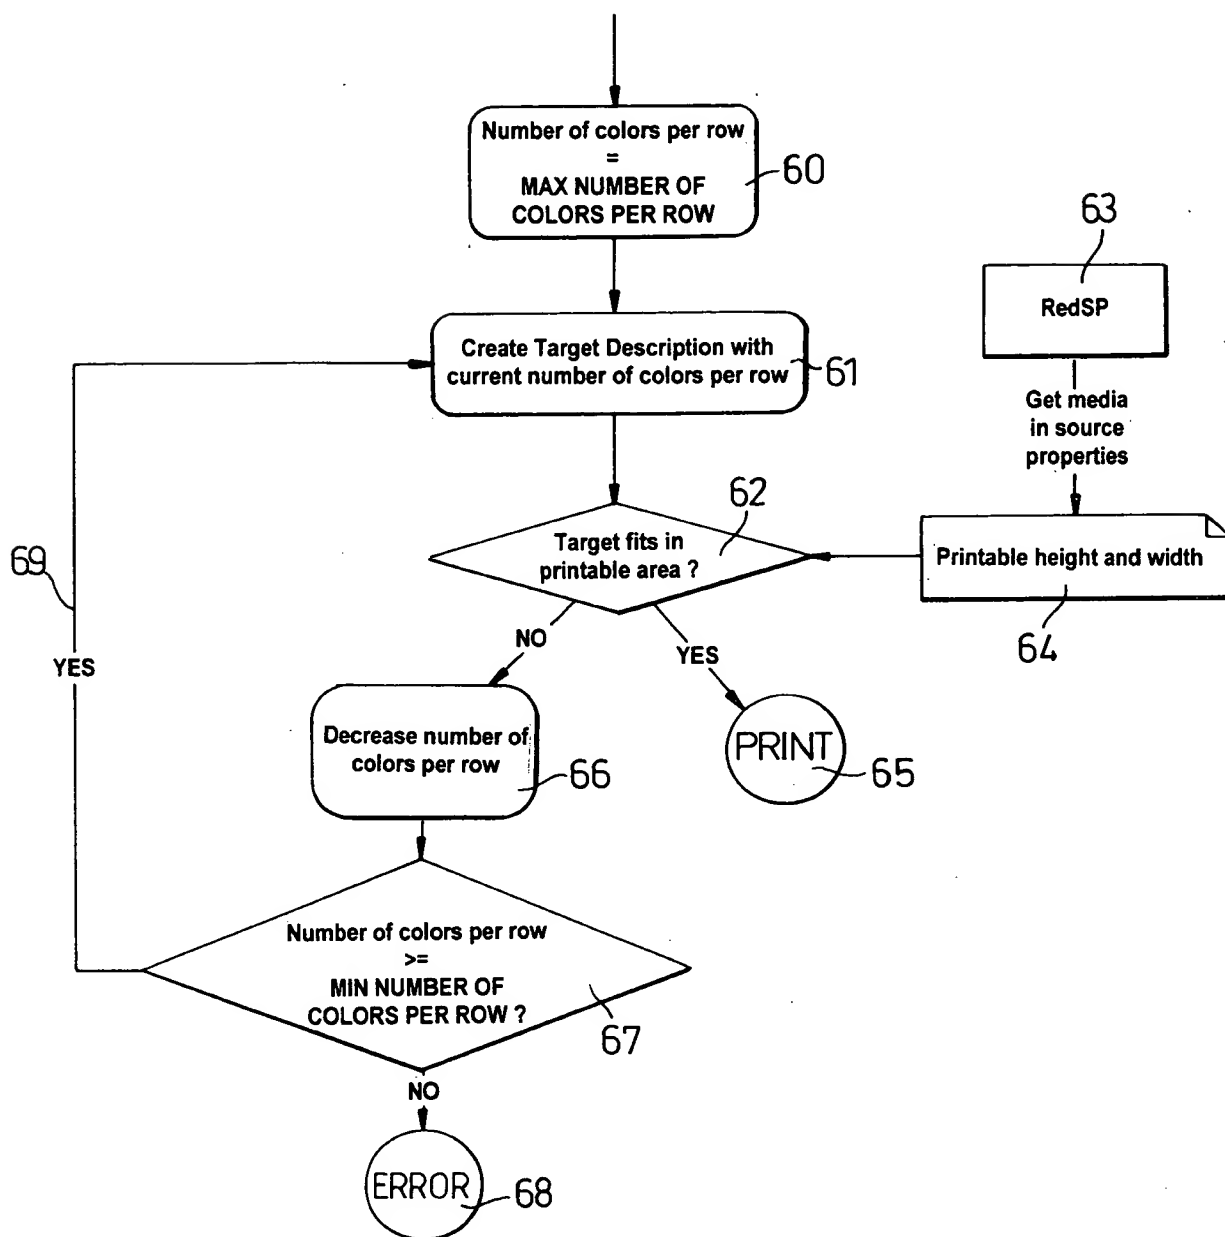 Number of colors per row
=
MAX NUMBER OF
COLORS PER ROW
60
63
RedSP
Create Target Description with
current number of colors per row
61
Get media
in source
properties
62
Target fits in
printable area ?
Printable height and width
64
69
NO
YES
YES
Decrease number of
colors per row
66
PRINT
65
Number of colors per row
>=
MIN NUMBER OF
COLORS PER ROW ?
67
NO
ERROR
68